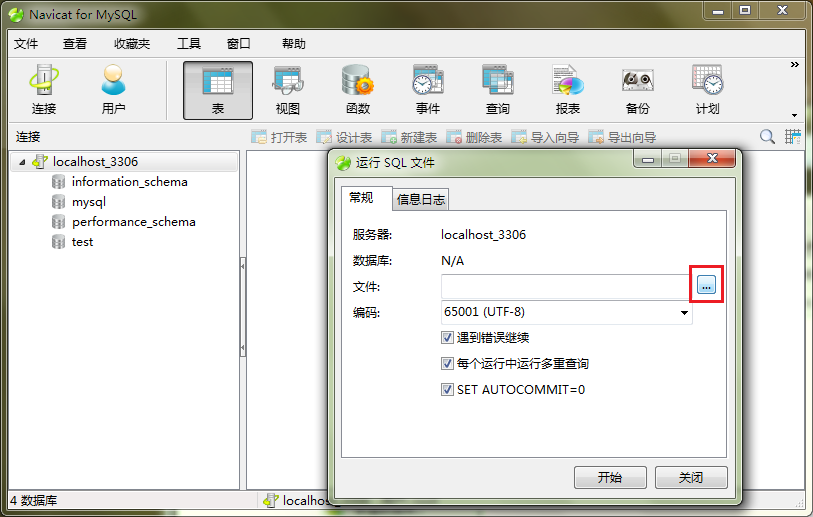 Navicat for MySQL
文件 查看 收藏夹 工具 窗口 帮助
连接 用户 表 视图 函数 事件 查询 报表 备份 计划
连接 打开表 设计表 新建表 删除表 导入向导 导出向导
localhost_3306
information_schema
mysql
performance_schema
test
运行 SQL 文件
常规 信息日志
服务器: localhost_3306
数据库: N/A
文件: ...
编码: 65001 (UTF-8)
遇到错误继续
每个运行中运行多重查询
SET AUTOCOMMIT=0
开始 关闭
4 数据库 localhos